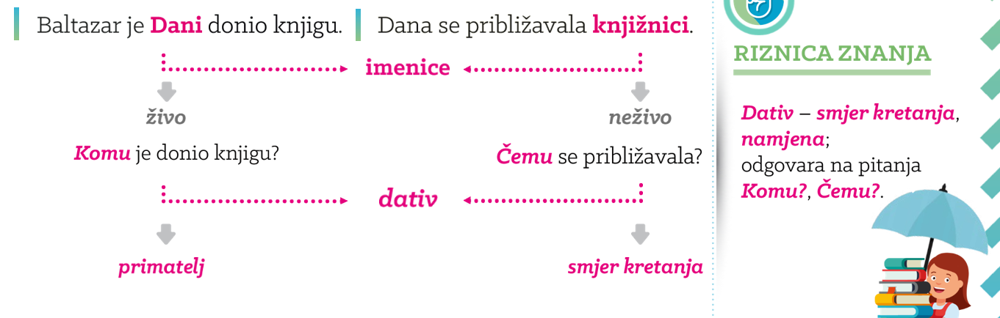 Baltazar je Dani donio knjigu.
Dana se približavala knjižnici.
imenice
živo
neživo
Komu je donio knjigu?
Čemu se približavala?
dativ
primatelj
smjer kretanja
RIZNICA ZNANJA
Dativ – smjer kretanja,
namjena;
odgovara na pitanja
Komu?, Čemu?.